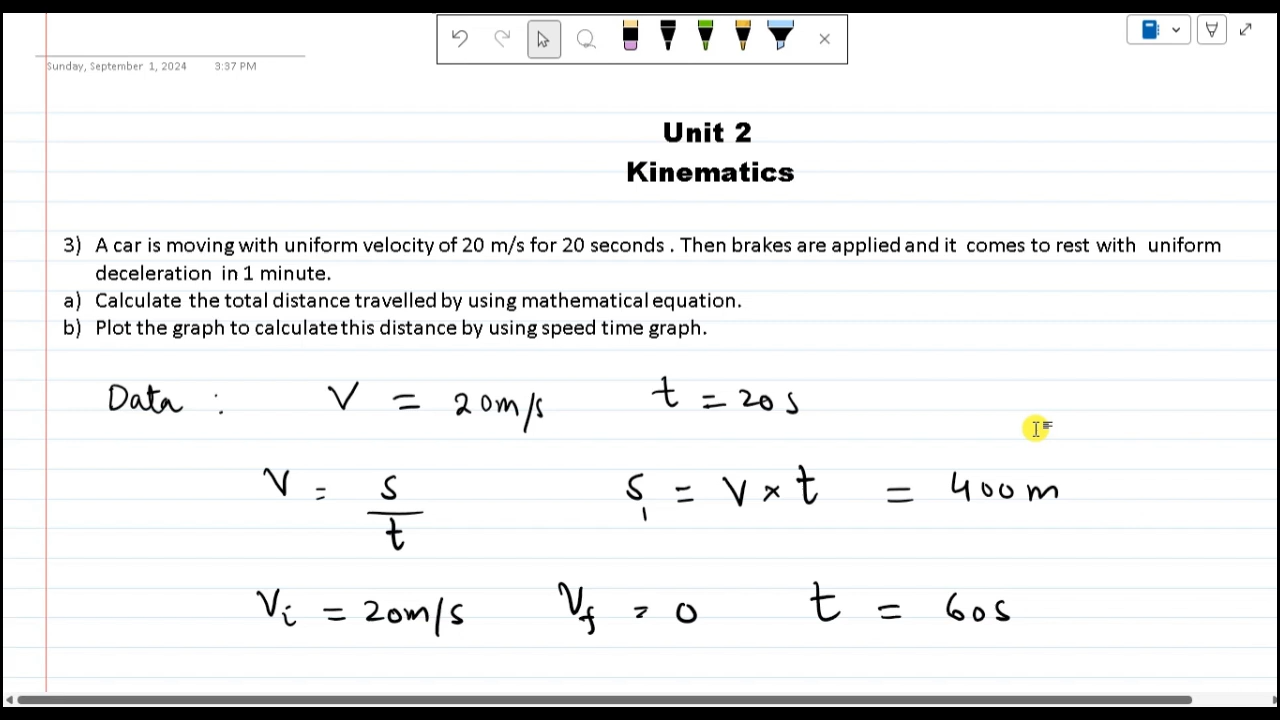 Sunday, September 1, 2024 3:37 PM
Unit 2
Kinematics
3) A car is moving with uniform velocity of 20 m/s for 20 seconds . Then brakes are applied and it comes to rest with uniform
deceleration in 1 minute.
a) Calculate the total distance travelled by using mathematical equation.
b) Plot the graph to calculate this distance by using speed time graph.
Data : V = 20m/s t = 20s
V = s/t S₁ = V × t = 400m
Vi = 20m/s Vf = 0 t = 60s